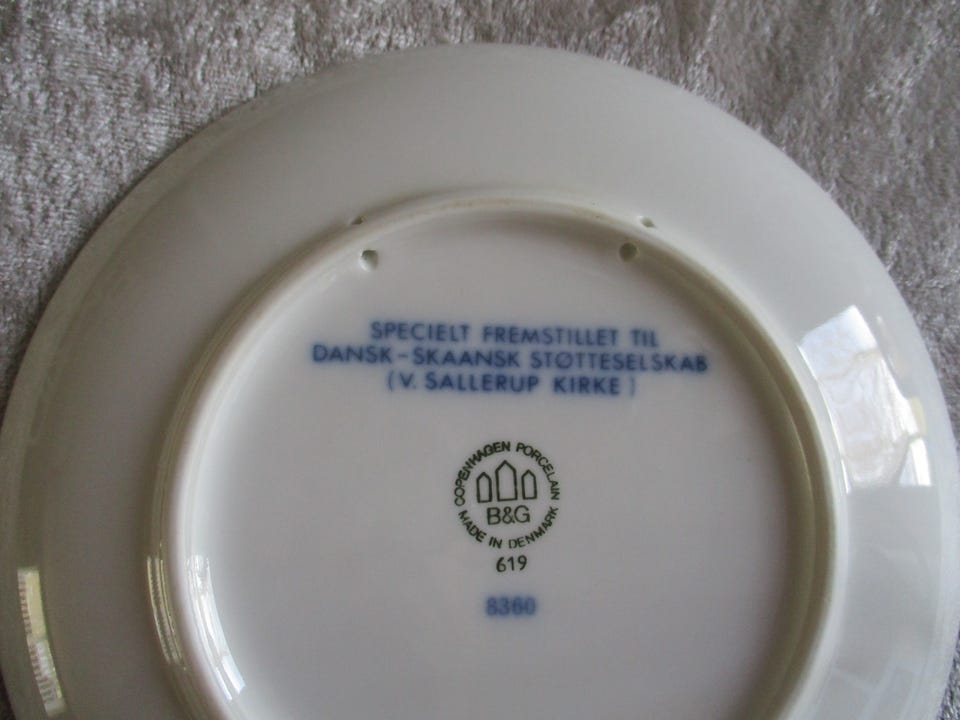 SPECIELT FREMSTILLET TIL
DANSK-SKAANSK STØTTESELSKAB
(V. SALLERUP KIRKE)
COPENHAGEN PORCELAIN
B&G
MADE IN DENMARK
619
8360